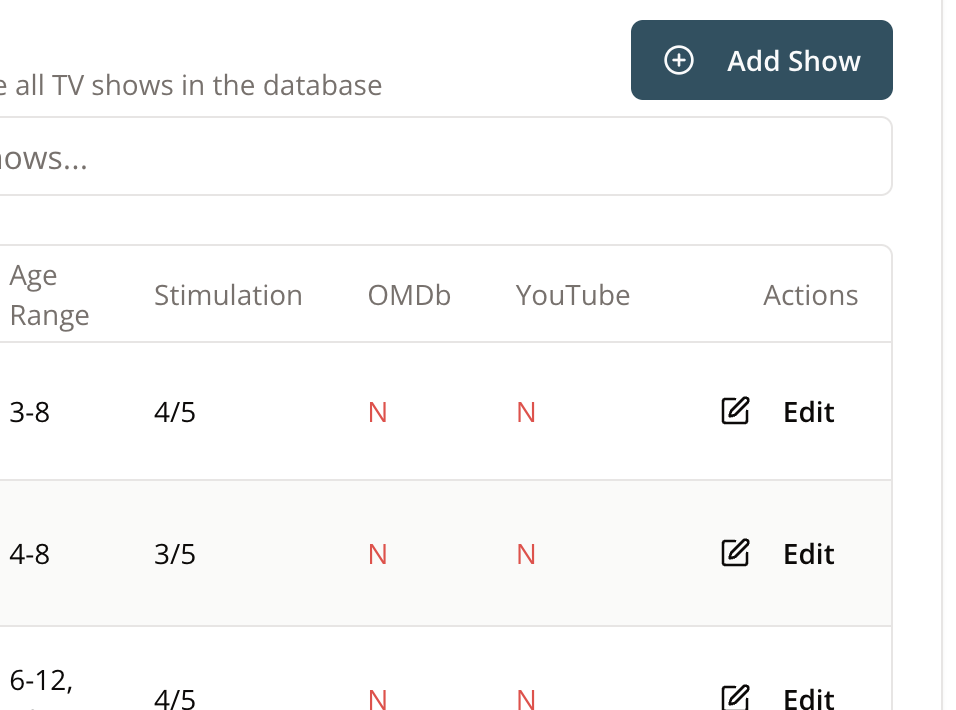 Add Show
e all TV shows in the database
ows...
Age Range Stimulation OMDb YouTube Actions
3-8 4/5 N N Edit
4-8 3/5 N N Edit
6-12, 4/5 N N Edit